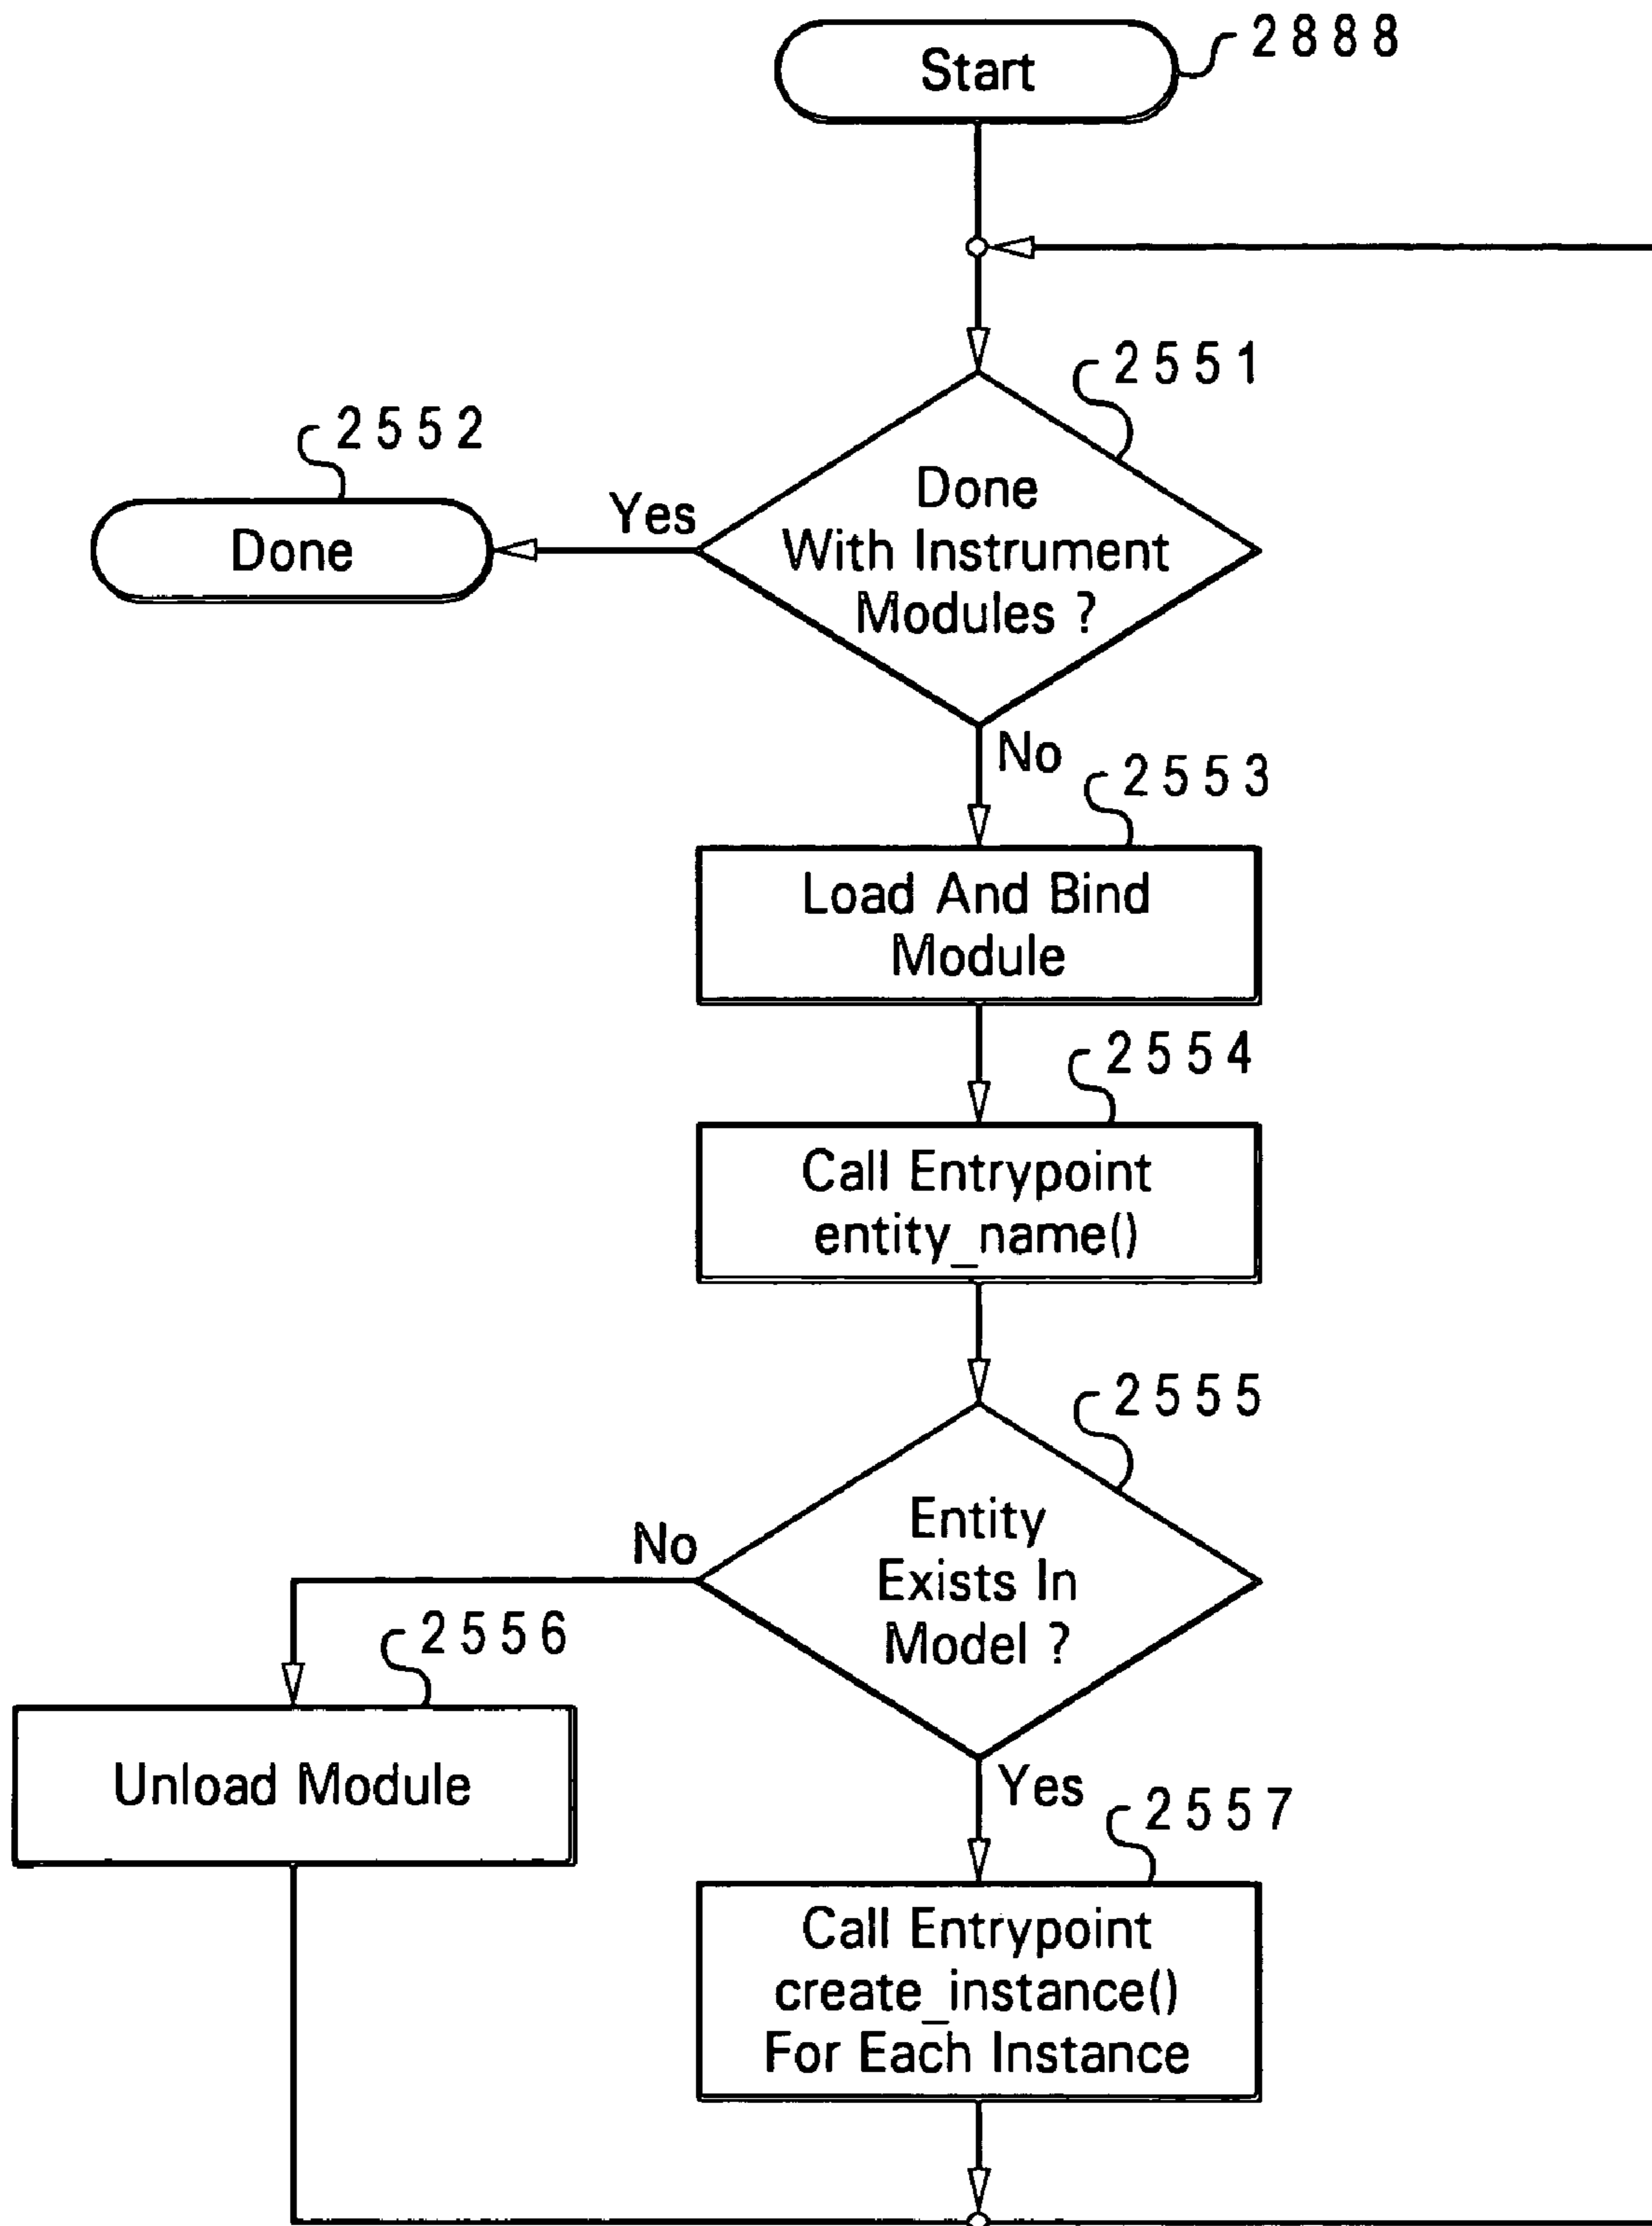 Start
2888
2551
2552
Done
With Instrument
Modules ?
Yes
Done
No
2553
Load And Bind
Module
2554
Call Entrypoint
entity_name()
2555
Entity
Exists In
Model ?
No
2556
Unload Module
Yes
2557
Call Entrypoint
create_instance()
For Each Instance